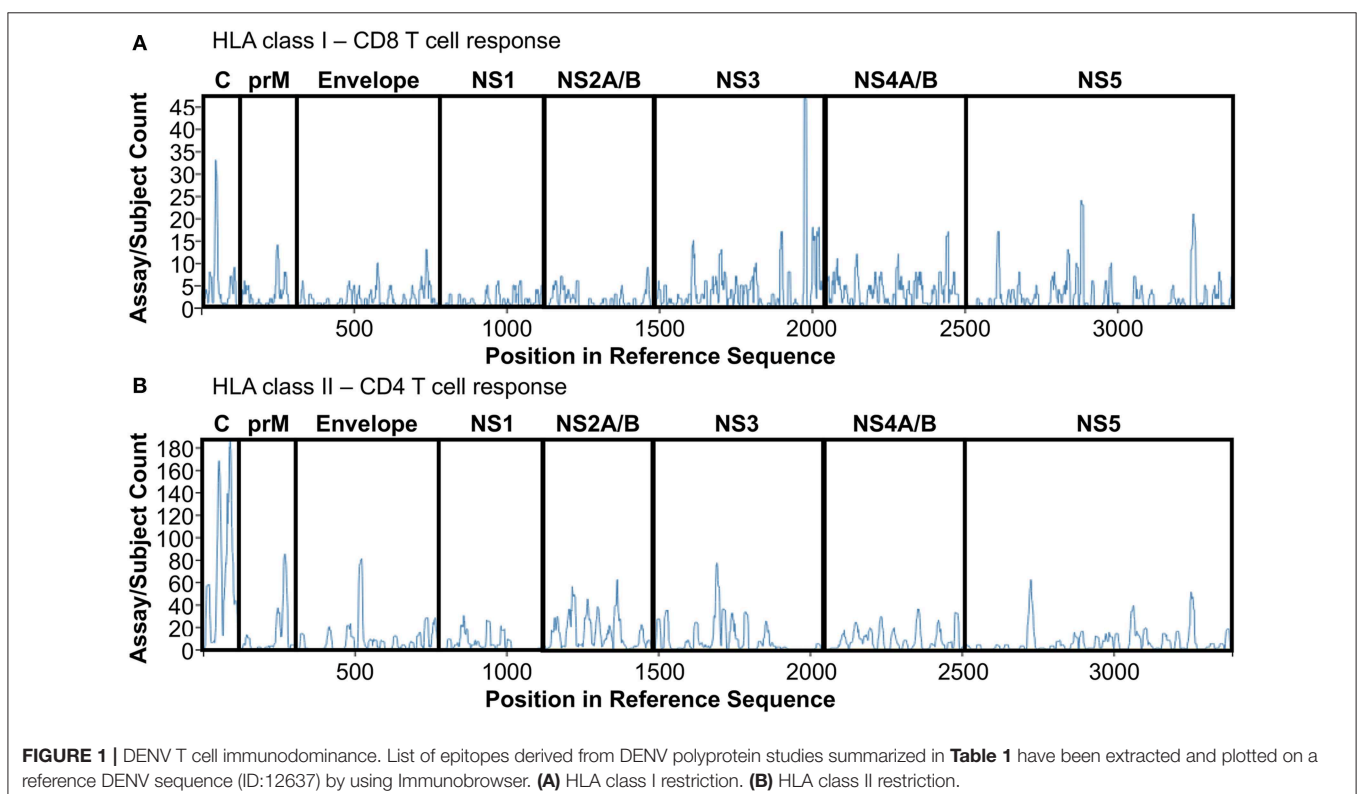 A HLA class I – CD8 T cell response
C prM Envelope NS1 NS2A/B NS3 NS4A/B NS5
Assay/Subject Count
45
40
35
30
25
20
15
10
5
0
500 1000 1500 2000 2500 3000
Position in Reference Sequence
B HLA class II – CD4 T cell response
C prM Envelope NS1 NS2A/B NS3 NS4A/B NS5
Assay/Subject Count
180
160
140
120
100
80
60
40
20
0
500 1000 1500 2000 2500 3000
Position in Reference Sequence
FIGURE 1 | DENV T cell immunodominance. List of epitopes derived from DENV polyprotein studies summarized in Table 1 have been extracted and plotted on a
reference DENV sequence (ID:12637) by using Immunobrowser. (A) HLA class I restriction. (B) HLA class II restriction.